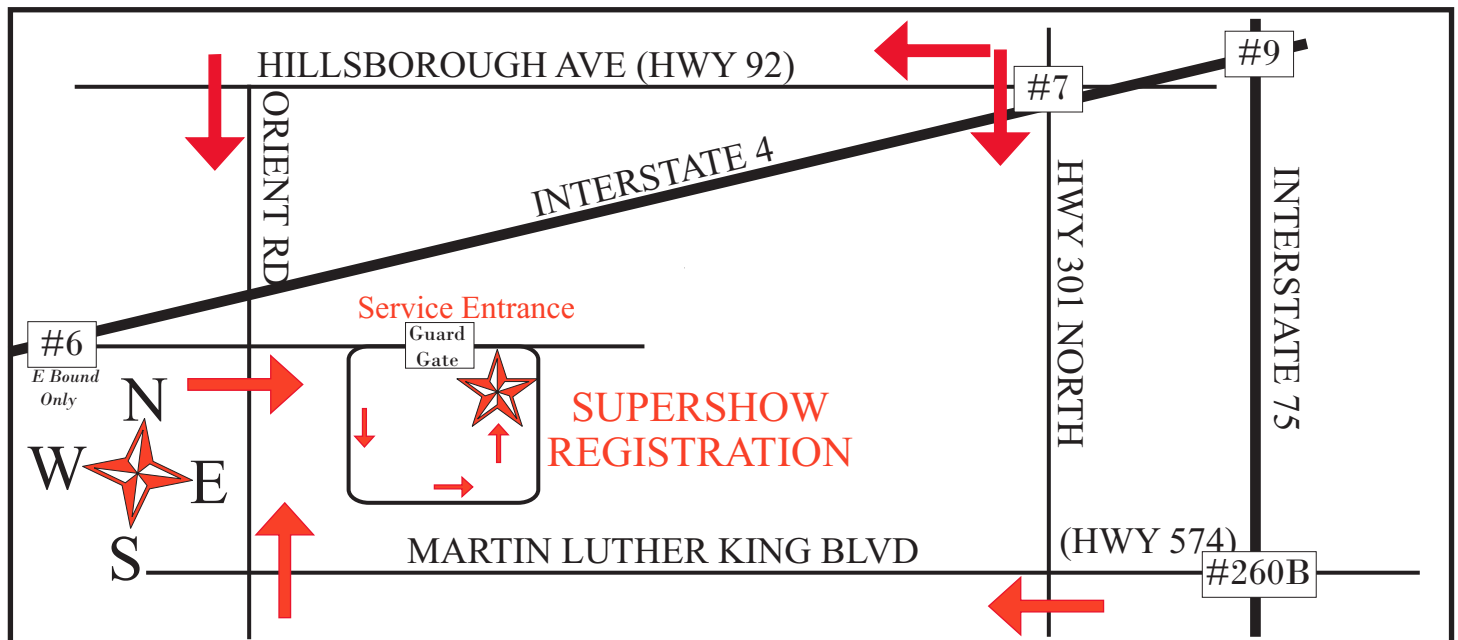 #9
HILLSBOROUGH AVE (HWY 92)
#7
ORIENT RD
INTERSTATE 4
HWY 301 NORTH
INTERSTATE 75
Service Entrance
#6
Guard
Gate
E Bound
Only
N
W
E
S
SUPERSHOW
REGISTRATION
MARTIN LUTHER KING BLVD
(HWY 574)
#260B